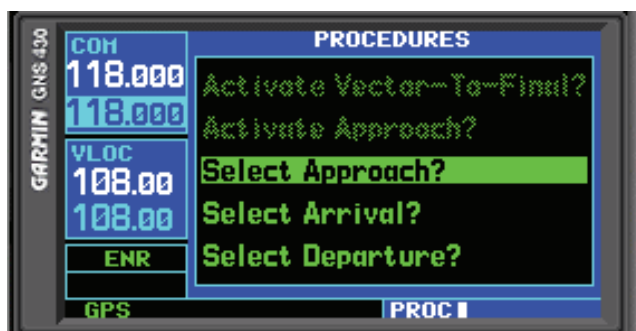 GARMIN GNS 430
COM
118.000
118.000
VLOC
108.00
108.00
ENR
GPS
PROCEDURES
Activate Vector-To-Final?
Activate Approach?
Select Approach?
Select Arrival?
Select Departure?
PROC